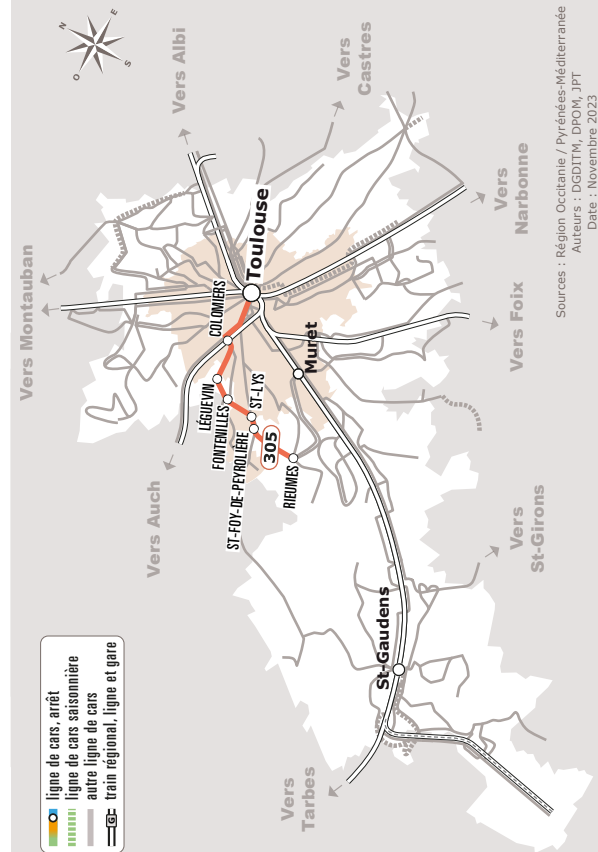 N
E
S
O
Vers Albi
Vers
Castres
Vers Montauban
Toulouse
Vers
Narbonne
COLOMIERS
Sources : Région Occitanie / Pyrénées-Méditerranée
Auteurs : DGDITM, DPOM, JPT
Date : Novembre 2023
Vers Foix
Muret
LÉGUEVIN
FONTENILLES
ST-LYS
ST-FOY-DE-PEYROLIÈRE
305
RIEUMES
Vers Auch
Vers
St-Girons
St-Gaudens
Vers
Tarbes
ligne de cars, arrêt
ligne de cars saisonnière
autre ligne de cars
G train régional, ligne et gare